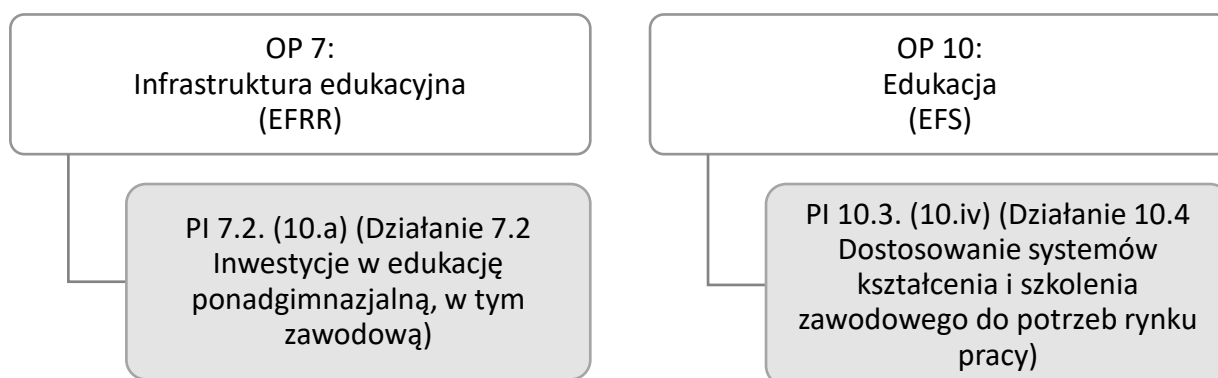 OP 7:
Infrastruktura edukacyjna
(EFRR)
PI 7.2. (10.a) (Działanie 7.2
Inwestycje w edukację
ponadgimnazjalną, w tym
zawodową)
OP 10:
Edukacja
(EFS)
PI 10.3. (10.iv) (Działanie 10.4
Dostosowanie systemów
kształcenia i szkolenia
zawodowego do potrzeb rynku
pracy)